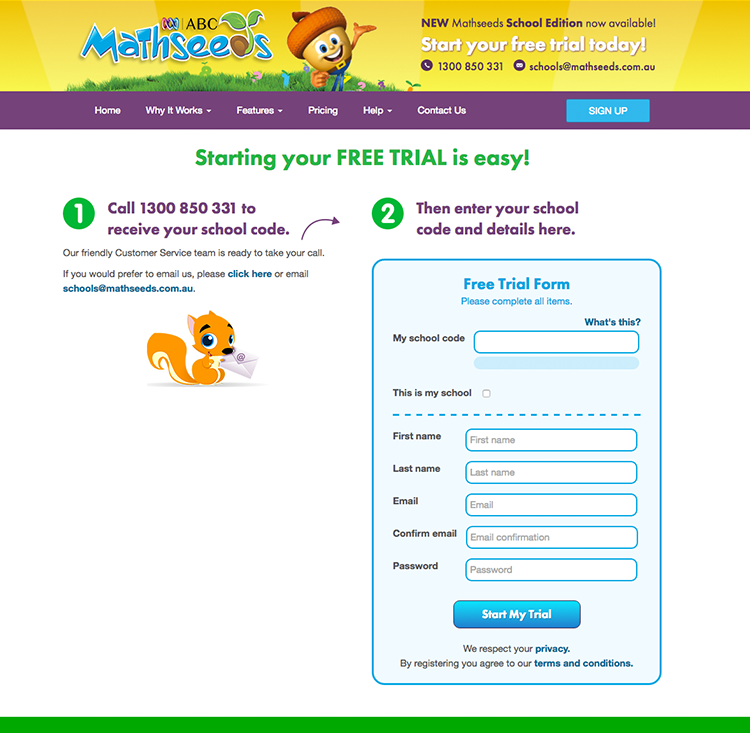 ABC
Mathseeds
NEW Mathseeds School Edition now available!
Start your free trial today!
1300 850 331 schools@mathseeds.com.au
Home Why It Works Features Pricing Help Contact Us SIGN UP
Starting your FREE TRIAL is easy!
1 Call 1300 850 331 to
receive your school code.
Our friendly Customer Service team is ready to take your call.
If you would prefer to email us, please click here or email
schools@mathseeds.com.au.
@
2 Then enter your school
code and details here.
Free Trial Form
Please complete all items.
What's this?
My school code
This is my school
First name First name
Last name Last name
Email Email
Confirm email Email confirmation
Password Password
Start My Trial
We respect your privacy.
By registering you agree to our terms and conditions.